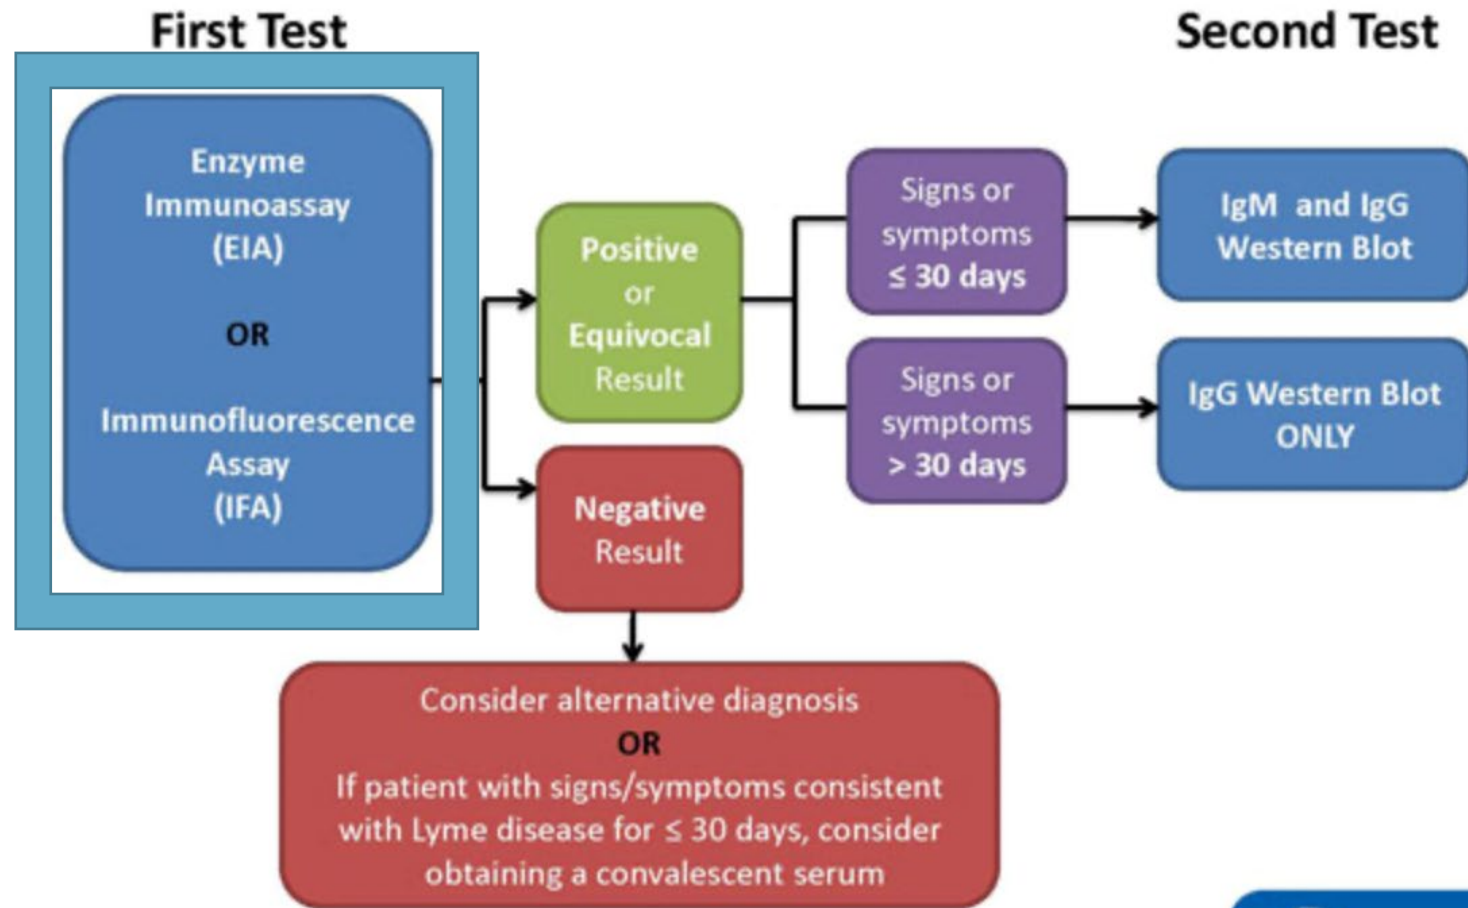 First Test
Second Test
Enzyme
Immunoassay
(EIA)
OR
Immunofluorescence
Assay
(IFA)
Positive
or
Equivocal
Result
Negative
Result
Signs or
symptoms
≤ 30 days
Signs or
symptoms
> 30 days
IgM and IgG
Western Blot
IgG Western Blot
ONLY
Consider alternative diagnosis
OR
If patient with signs/symptoms consistent
with Lyme disease for ≤ 30 days, consider
obtaining a convalescent serum